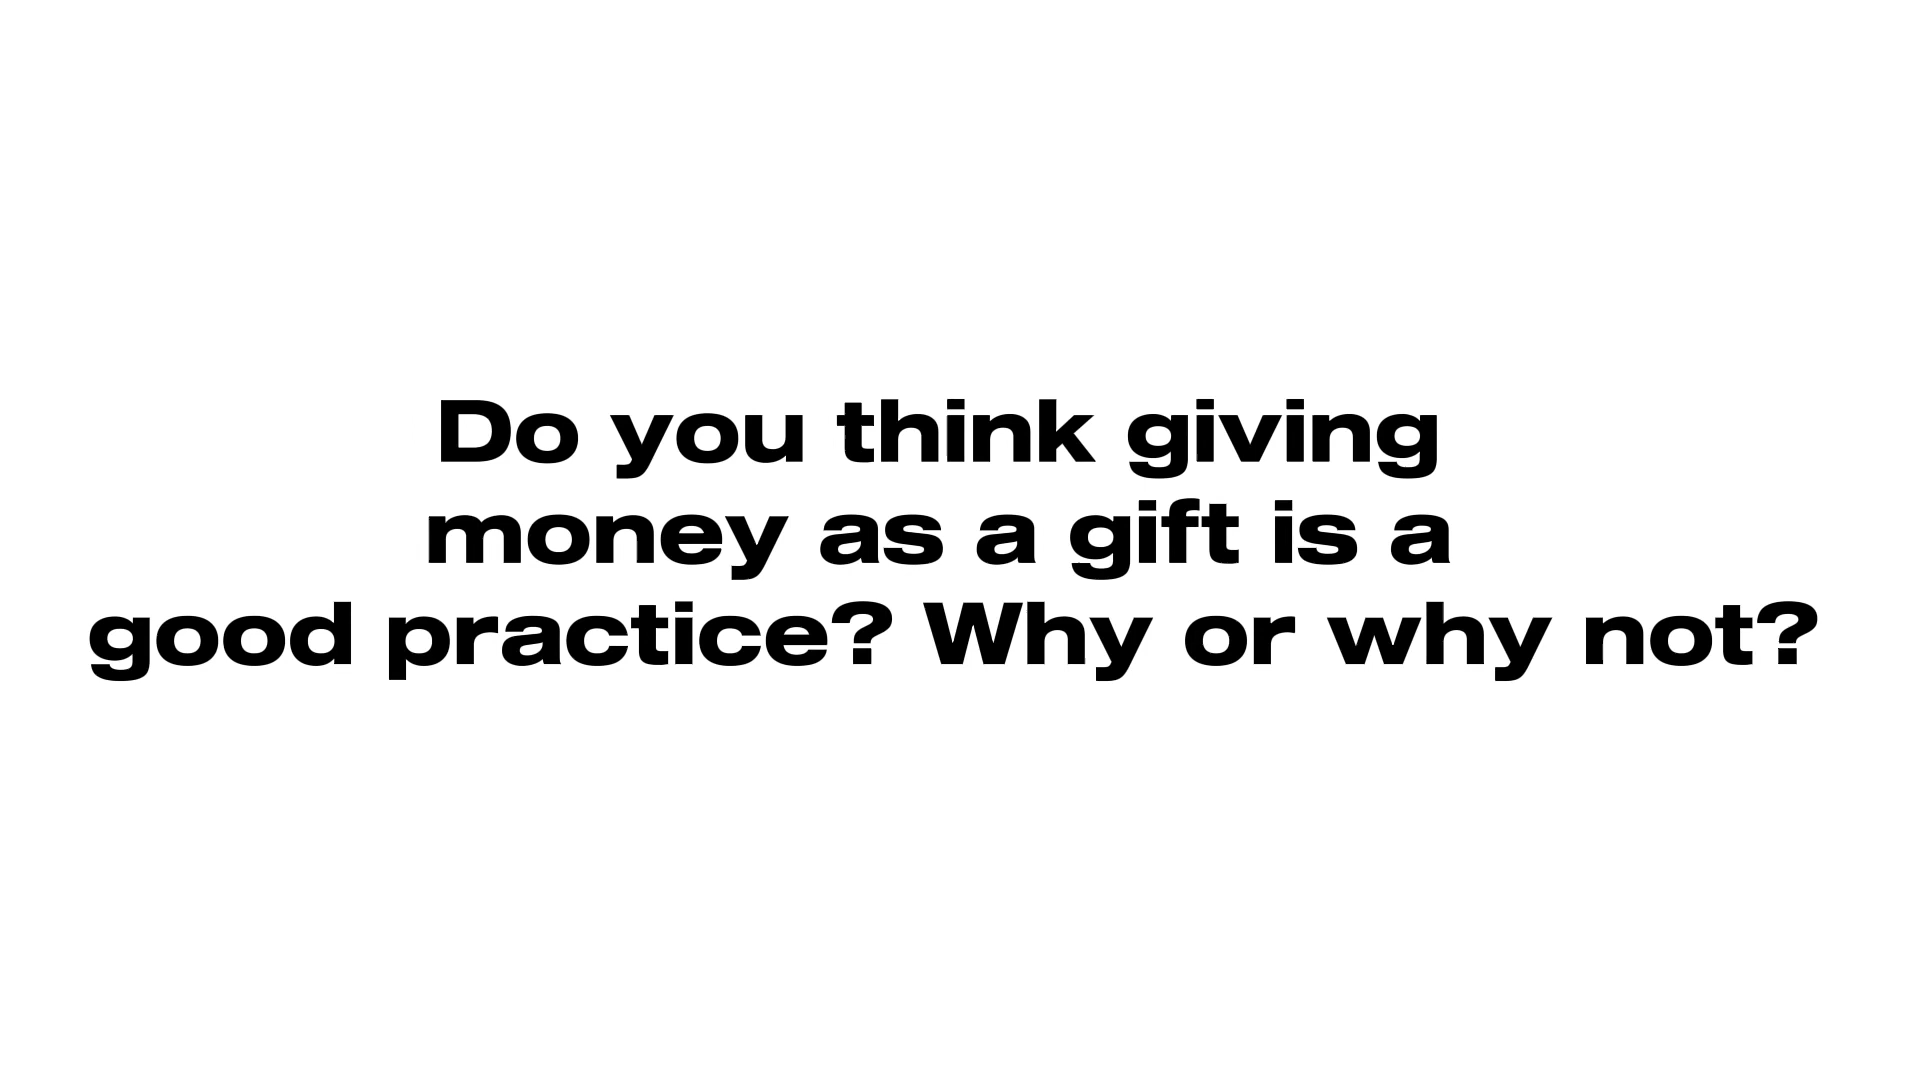 Do you think giving
money as a gift is a
good practice? Why or why not?